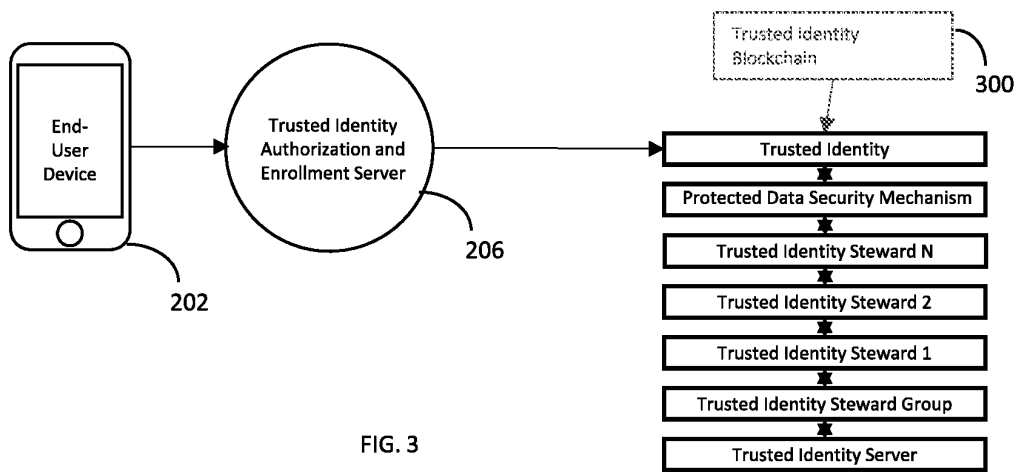 Trusted Identity
Blockchain
300
End-
User
Device
Trusted Identity
Authorization and
Enrollment Server
Trusted Identity
Protected Data Security Mechanism
206
Trusted Identity Steward N
202
Trusted Identity Steward 2
Trusted Identity Steward 1
Trusted Identity Steward Group
FIG. 3
Trusted Identity Server